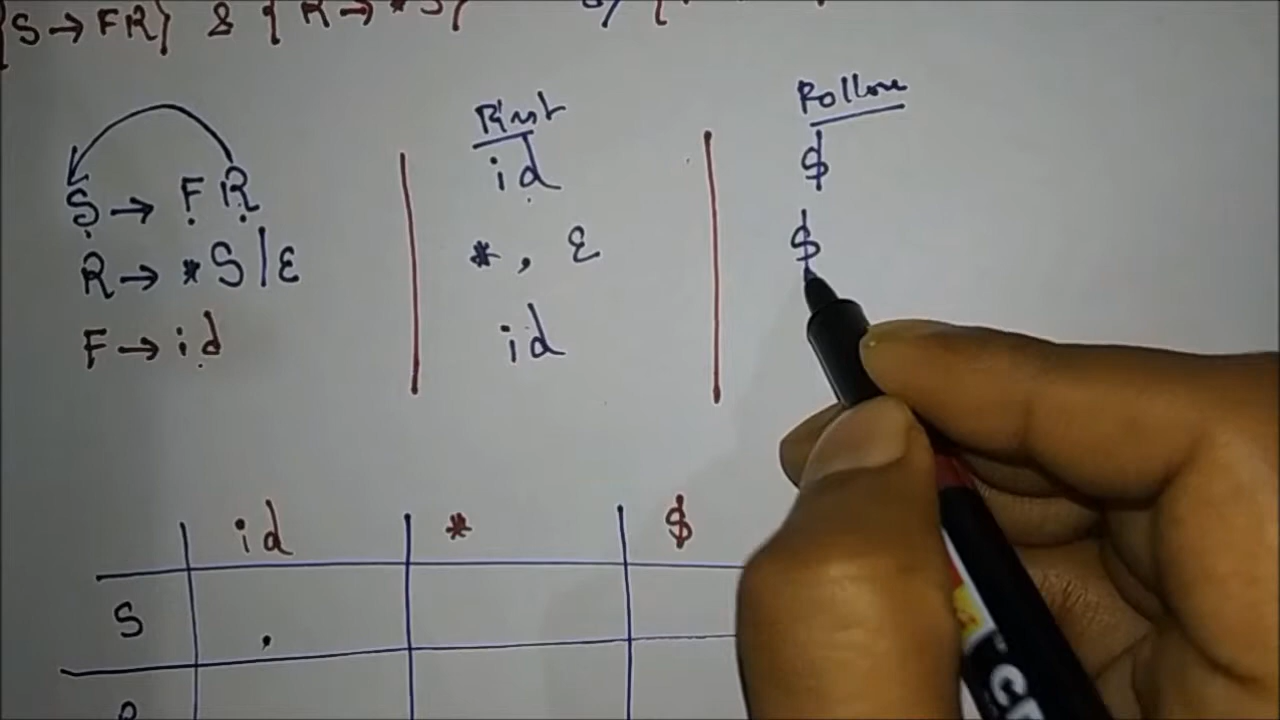 {S → FR} & {R → *S}
First Follow
S → FR id $
R → *S|ε *, ε $
F → id id
id * $
S
R